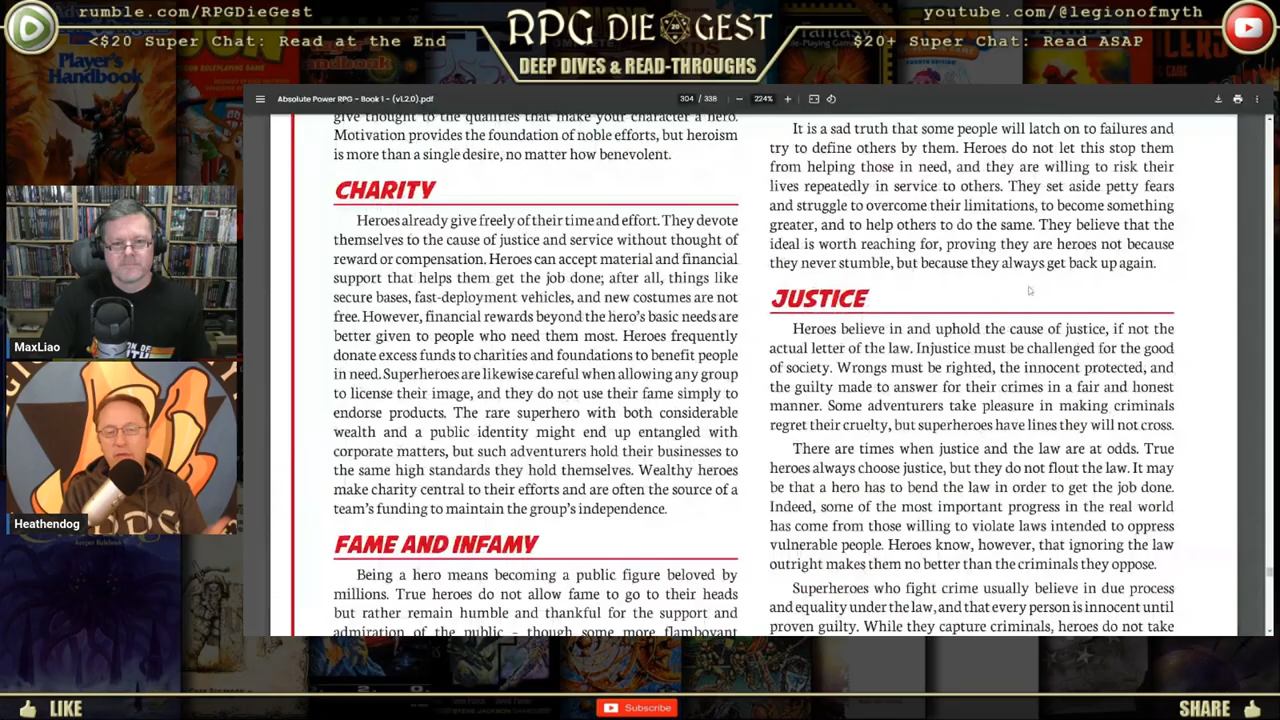 rumble.com/RPGDieGest
<$20 Super Chat: Read at the End
RPG DIE GEST
DEEP DIVES & READ-THROUGHS
youtube.com/@legionofmyth
$20+ Super Chat: Read ASAP
Player's
Handbook
Absolute Power RPG - Book 1 - (v1.2.0).pdf
304 / 338
224%
give thought to the qualities that make your character a hero.
Motivation provides the foundation of noble efforts, but heroism
is more than a single desire, no matter how benevolent.
CHARITY
Heroes already give freely of their time and effort. They devote
themselves to the cause of justice and service without thought of
reward or compensation. Heroes can accept material and financial
support that helps them get the job done; after all, things like
secure bases, fast-deployment vehicles, and new costumes are not
free. However, financial rewards beyond the hero's basic needs are
better given to people who need them most. Heroes frequently
donate excess funds to charities and foundations to benefit people
in need. Superheroes are likewise careful when allowing any group
to license their image, and they do not use their fame simply to
endorse products. The rare superhero with both considerable
wealth and a public identity might end up entangled with
corporate matters, but such adventurers hold their businesses to
the same high standards they hold themselves. Wealthy heroes
make charity central to their efforts and are often the source of a
team's funding to maintain the group's independence.
FAME AND INFAMY
Being a hero means becoming a public figure beloved by
millions. True heroes do not allow fame to go to their heads
but rather remain humble and thankful for the support and
admiration of the public – though some more flamboyant
It is a sad truth that some people will latch on to failures and
try to define others by them. Heroes do not let this stop them
from helping those in need, and they are willing to risk their
lives repeatedly in service to others. They set aside petty fears
and struggle to overcome their limitations, to become something
greater, and to help others to do the same. They believe that the
ideal is worth reaching for, proving they are heroes not because
they never stumble, but because they always get back up again.
JUSTICE
Heroes believe in and uphold the cause of justice, if not the
actual letter of the law. Injustice must be challenged for the good
of society. Wrongs must be righted, the innocent protected, and
the guilty made to answer for their crimes in a fair and honest
manner. Some adventurers take pleasure in making criminals
regret their cruelty, but superheroes have lines they will not cross.
There are times when justice and the law are at odds. True
heroes always choose justice, but they do not flout the law. It may
be that a hero has to bend the law in order to get the job done.
Indeed, some of the most important progress in the real world
has come from those willing to violate laws intended to oppress
vulnerable people. Heroes know, however, that ignoring the law
outright makes them no better than the criminals they oppose.
Superheroes who fight crime usually believe in due process
and equality under the law, and that every person is innocent until
proven guilty. While they capture criminals, heroes do not take
MaxLiao
Heathendog
LIKE
Subscribe
SHARE